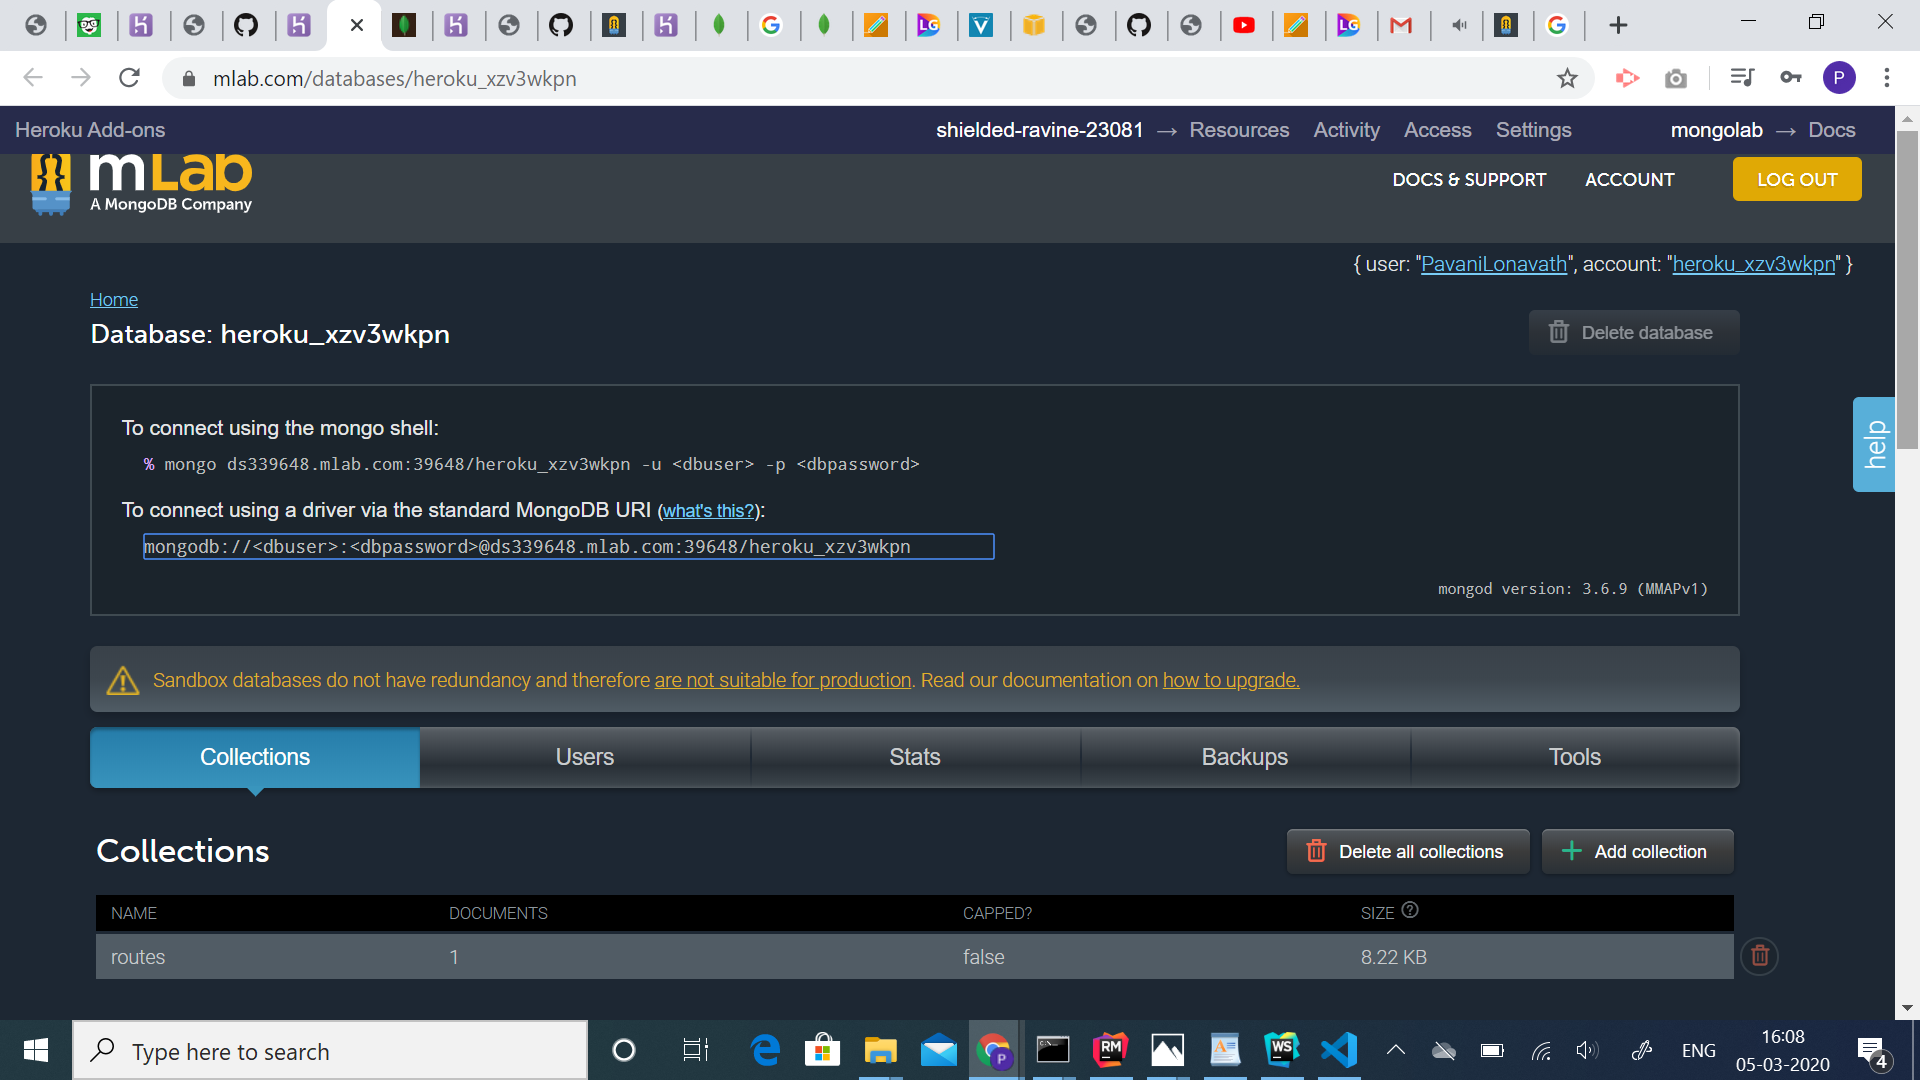 mlab.com/databases/heroku_xzv3wkpn
P
Heroku Add-ons
shielded-ravine-23081 → Resources Activity Access Settings mongolab → Docs
mLab
A MongoDB Company
DOCS & SUPPORT ACCOUNT LOG OUT
{ user: "PavaniLonavath", account: "heroku_xzv3wkpn" }
Home
Database: heroku_xzv3wkpn
Delete database
To connect using the mongo shell:
% mongo ds339648.mlab.com:39648/heroku_xzv3wkpn -u <dbuser> -p <dbpassword>
To connect using a driver via the standard MongoDB URI (what's this?):
mongodb://<dbuser>:<dbpassword>@ds339648.mlab.com:39648/heroku_xzv3wkpn
mongod version: 3.6.9 (MMAPv1)
help
Sandbox databases do not have redundancy and therefore are not suitable for production. Read our documentation on how to upgrade.
Collections Users Stats Backups Tools
Collections
Delete all collections
Add collection
NAME DOCUMENTS CAPPED? SIZE
routes 1 false 8.22 KB
Type here to search
ENG
16:08
05-03-2020
4